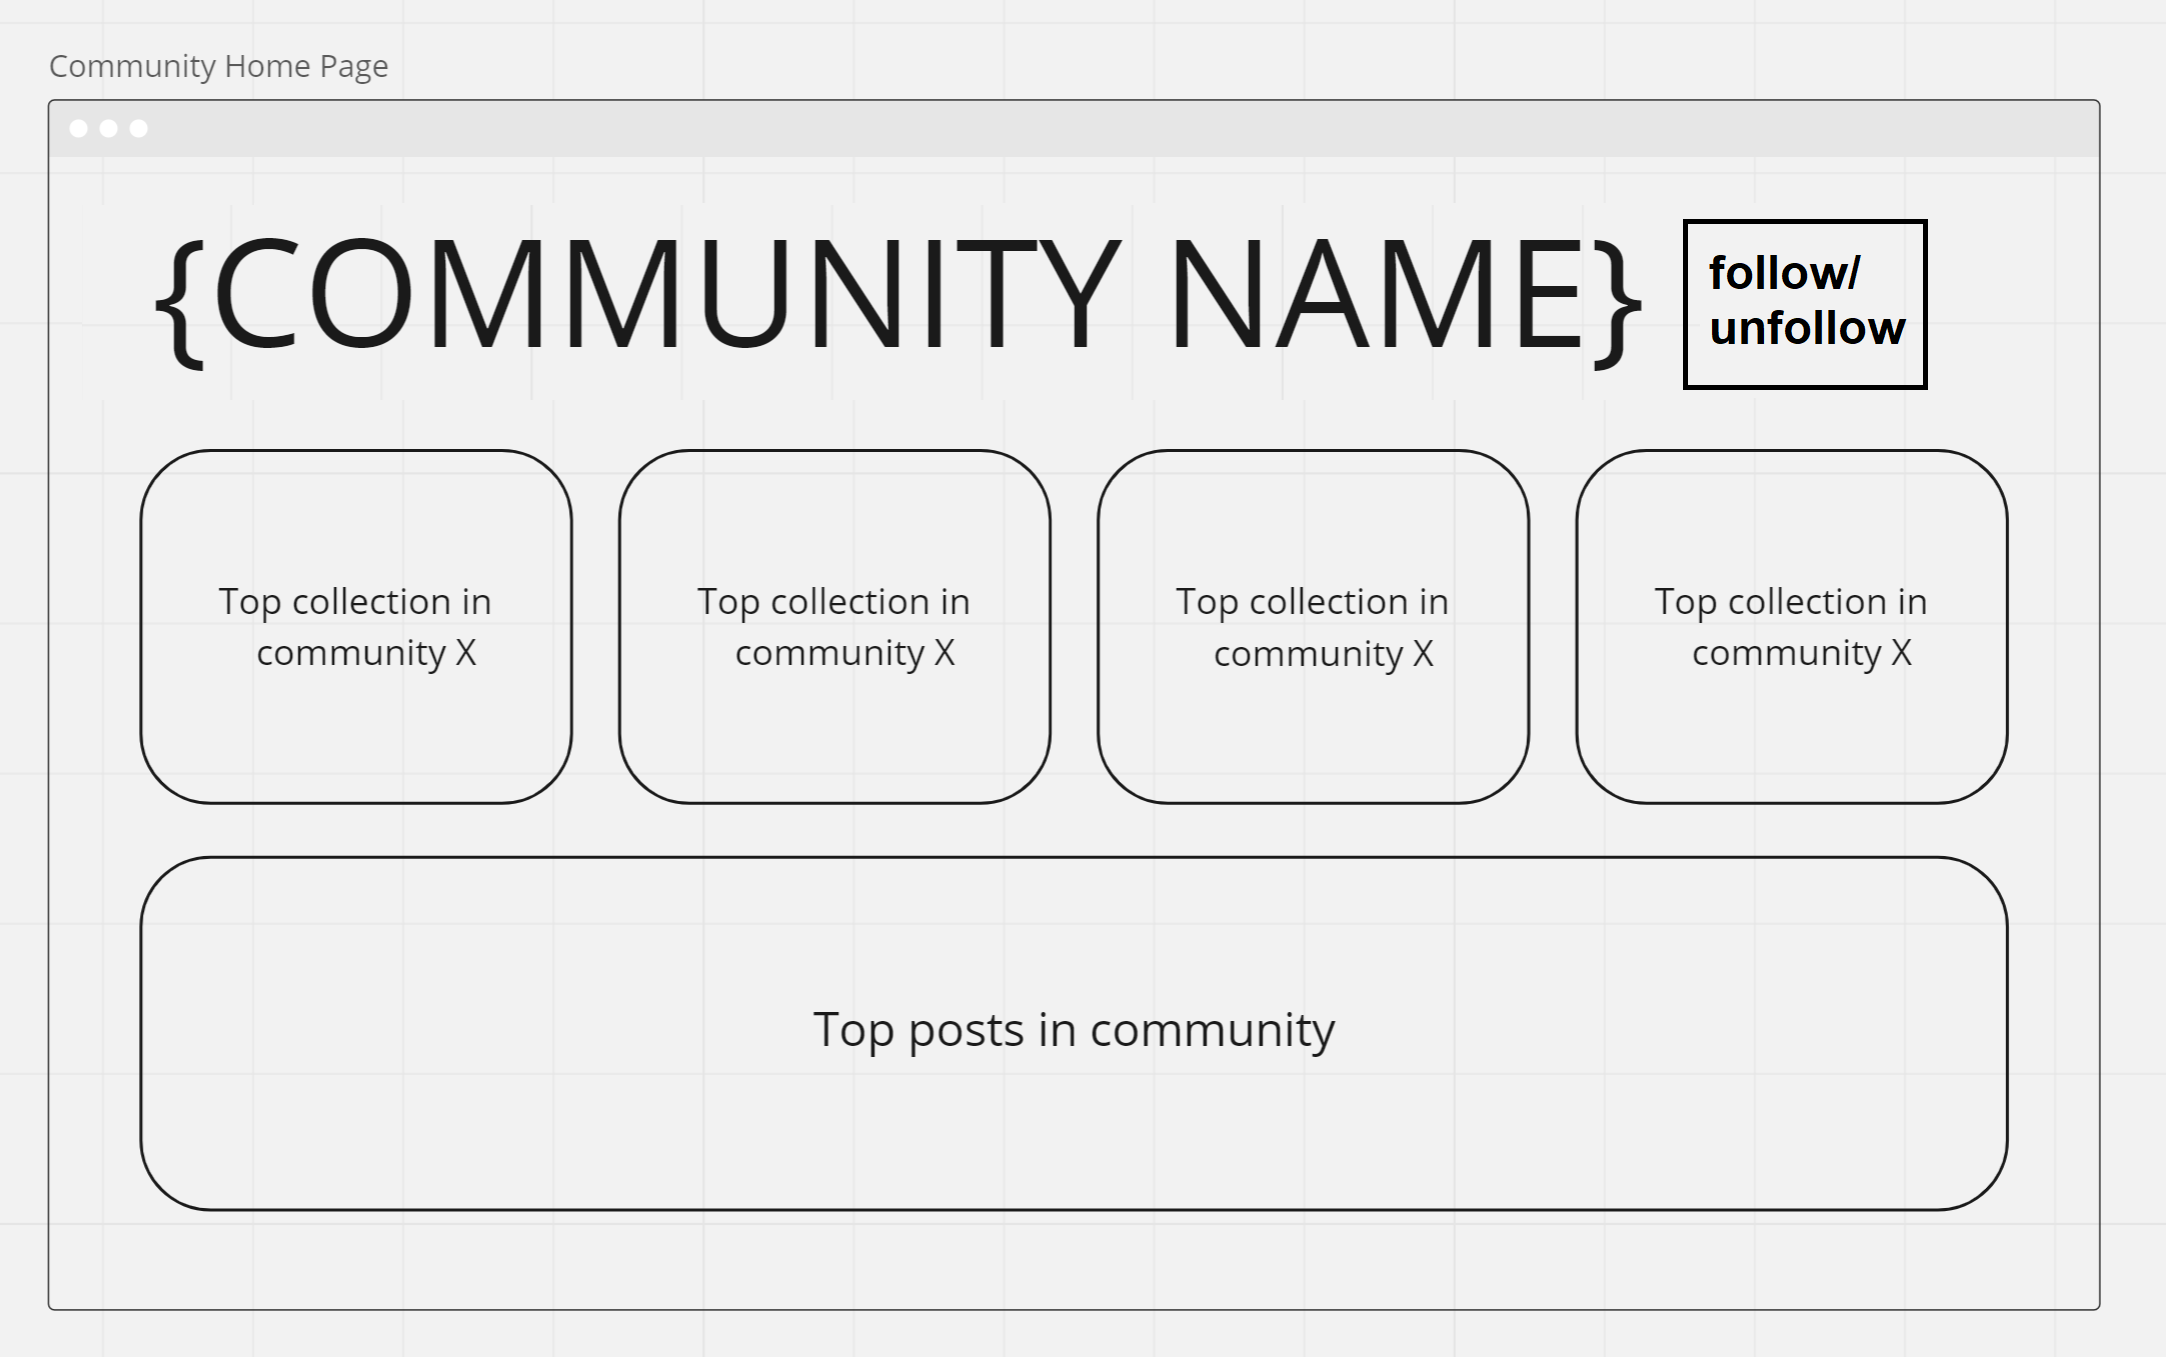 Community Home Page
{COMMUNITY NAME}
follow/
unfollow
Top collection in
community X
Top collection in
community X
Top collection in
community X
Top collection in
community X
Top posts in community